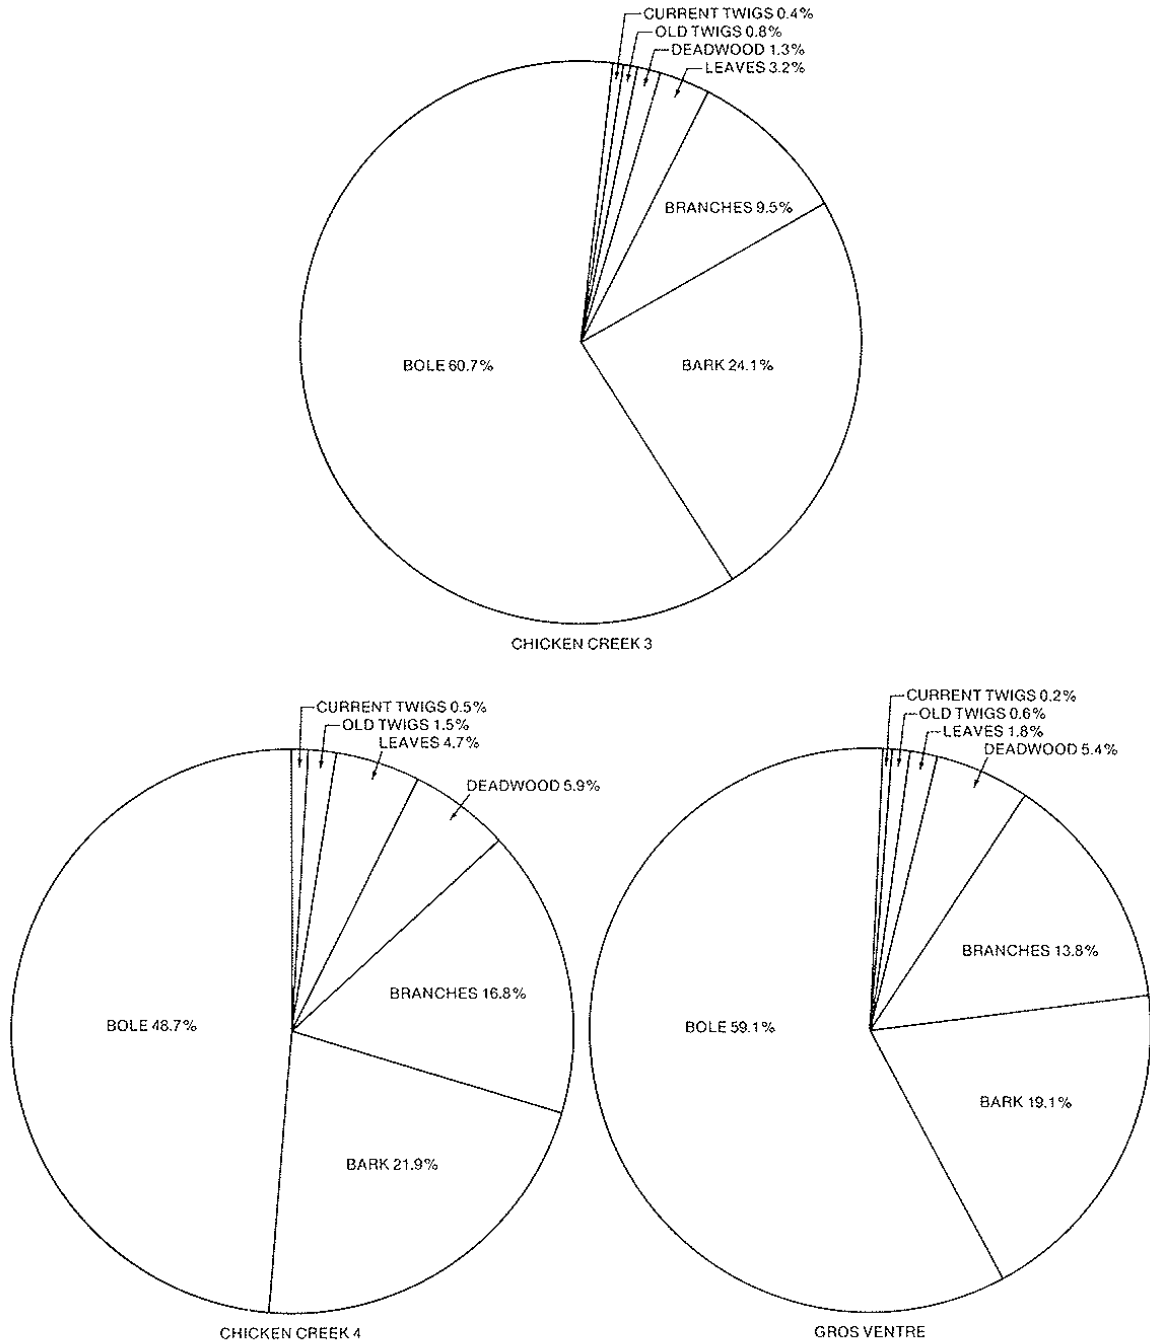 CURRENT TWIGS 0.4%
OLD TWIGS 0.8%
DEADWOOD 1.3%
LEAVES 3.2%
BRANCHES 9.5%
BOLE 60.7%
BARK 24.1%
CHICKEN CREEK 3
CURRENT TWIGS 0.5%
OLD TWIGS 1.5%
LEAVES 4.7%
DEADWOOD 5.9%
BRANCHES 16.8%
BOLE 48.7%
BARK 21.9%
CHICKEN CREEK 4
CURRENT TWIGS 0.2%
OLD TWIGS 0.6%
LEAVES 1.8%
DEADWOOD 5.4%
BRANCHES 13.8%
BOLE 59.1%
BARK 19.1%
GROS VENTRE